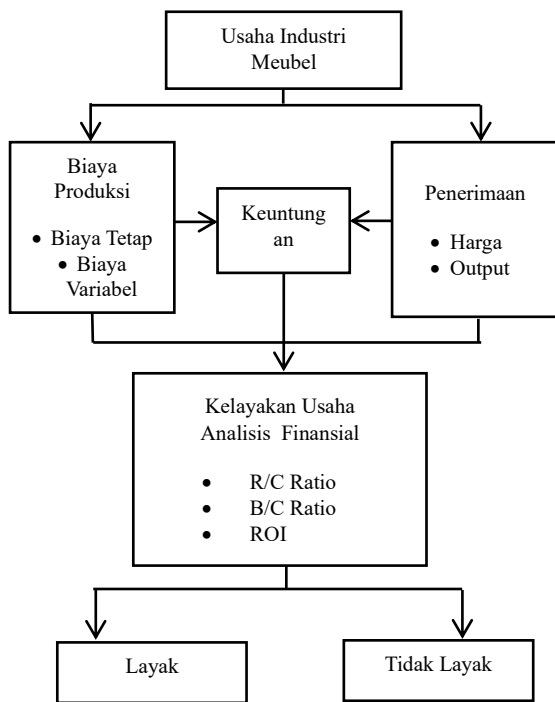 Usaha Industri
Meubel
Biaya
Produksi
• Biaya Tetap
• Biaya
Variabel
Keuntung
an
Penerimaan
• Harga
• Output
Kelayakan Usaha
Analisis Finansial
• R/C Ratio
• B/C Ratio
• ROI
Layak
Tidak Layak